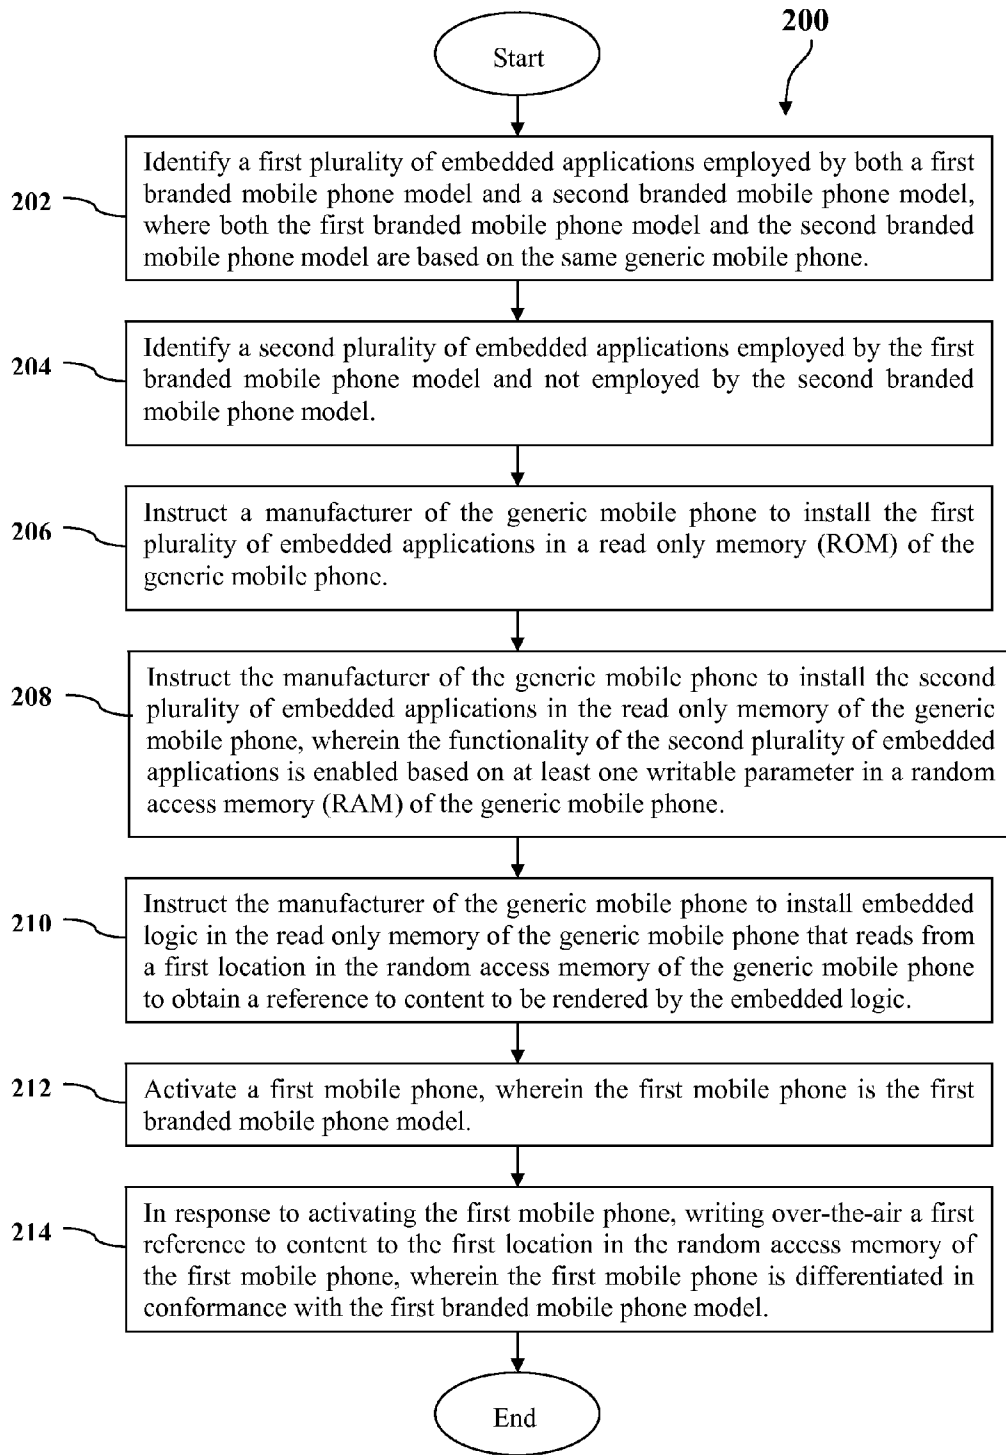 200
Start
202
Identify a first plurality of embedded applications employed by both a first
branded mobile phone model and a second branded mobile phone model,
where both the first branded mobile phone model and the second branded
mobile phone model are based on the same generic mobile phone.
204
Identify a second plurality of embedded applications employed by the first
branded mobile phone model and not employed by the second branded
mobile phone model.
206
Instruct a manufacturer of the generic mobile phone to install the first
plurality of embedded applications in a read only memory (ROM) of the
generic mobile phone.
208
Instruct the manufacturer of the generic mobile phone to install the second
plurality of embedded applications in the read only memory of the generic
mobile phone, wherein the functionality of the second plurality of embedded
applications is enabled based on at least one writable parameter in a random
access memory (RAM) of the generic mobile phone.
210
Instruct the manufacturer of the generic mobile phone to install embedded
logic in the read only memory of the generic mobile phone that reads from
a first location in the random access memory of the generic mobile phone
to obtain a reference to content to be rendered by the embedded logic.
212
Activate a first mobile phone, wherein the first mobile phone is the first
branded mobile phone model.
214
In response to activating the first mobile phone, writing over-the-air a first
reference to content to the first location in the random access memory of
the first mobile phone, wherein the first mobile phone is differentiated in
conformance with the first branded mobile phone model.
End